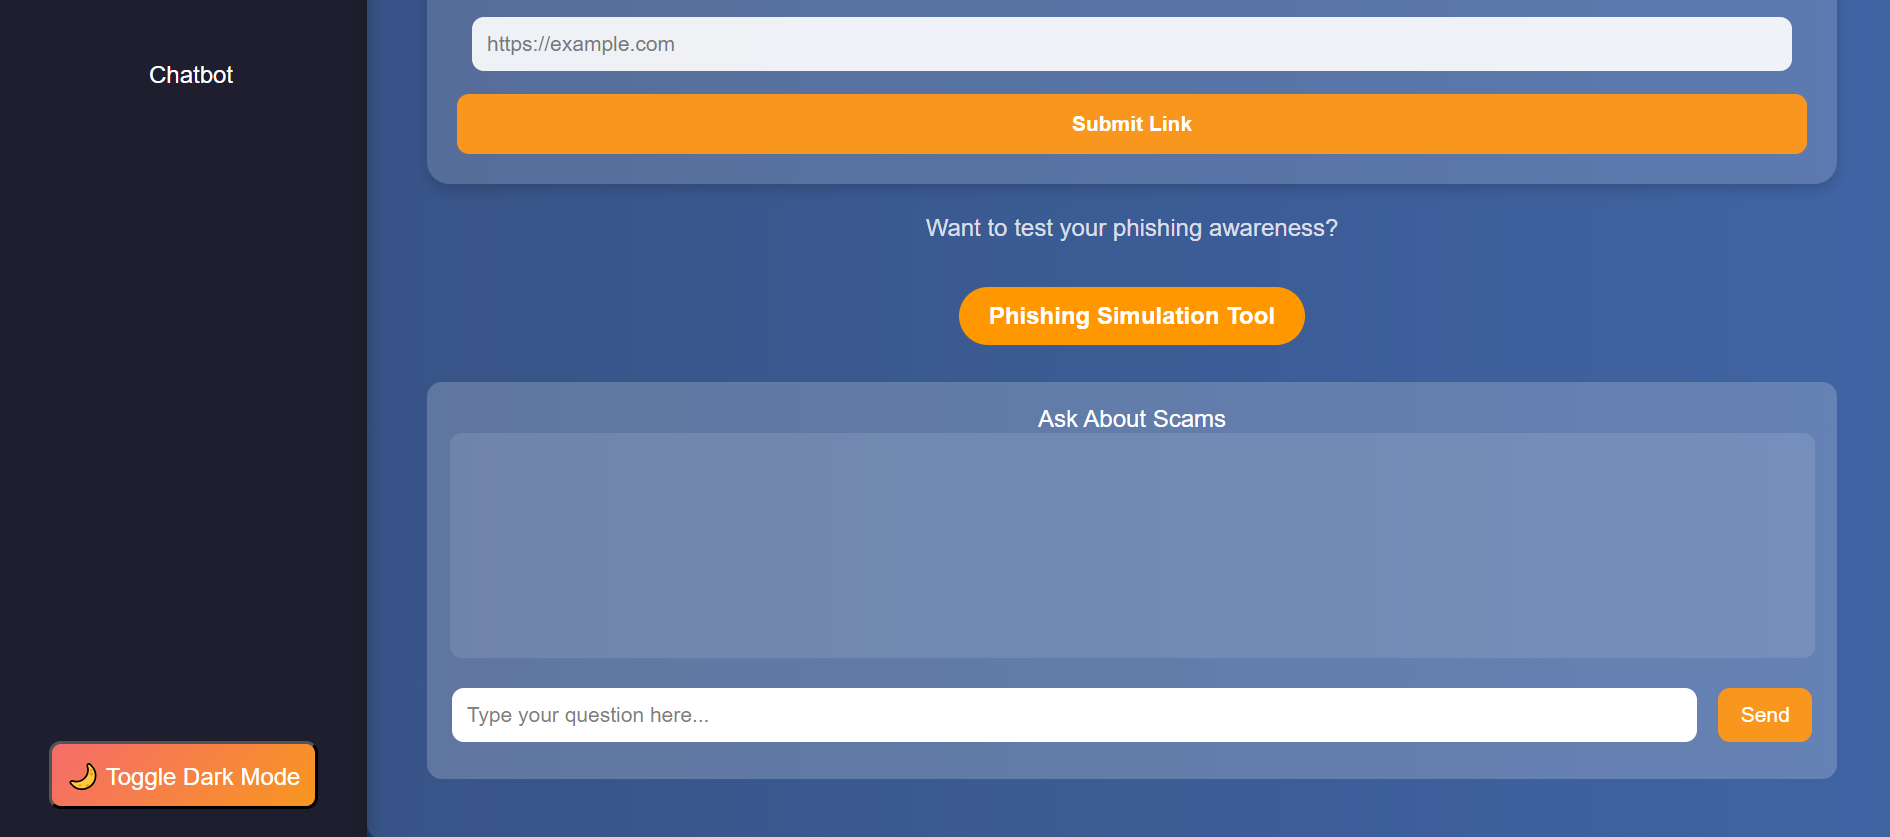 Chatbot
🌙 Toggle Dark Mode
https://example.com
Submit Link
Want to test your phishing awareness?
Phishing Simulation Tool
Ask About Scams
Type your question here...
Send